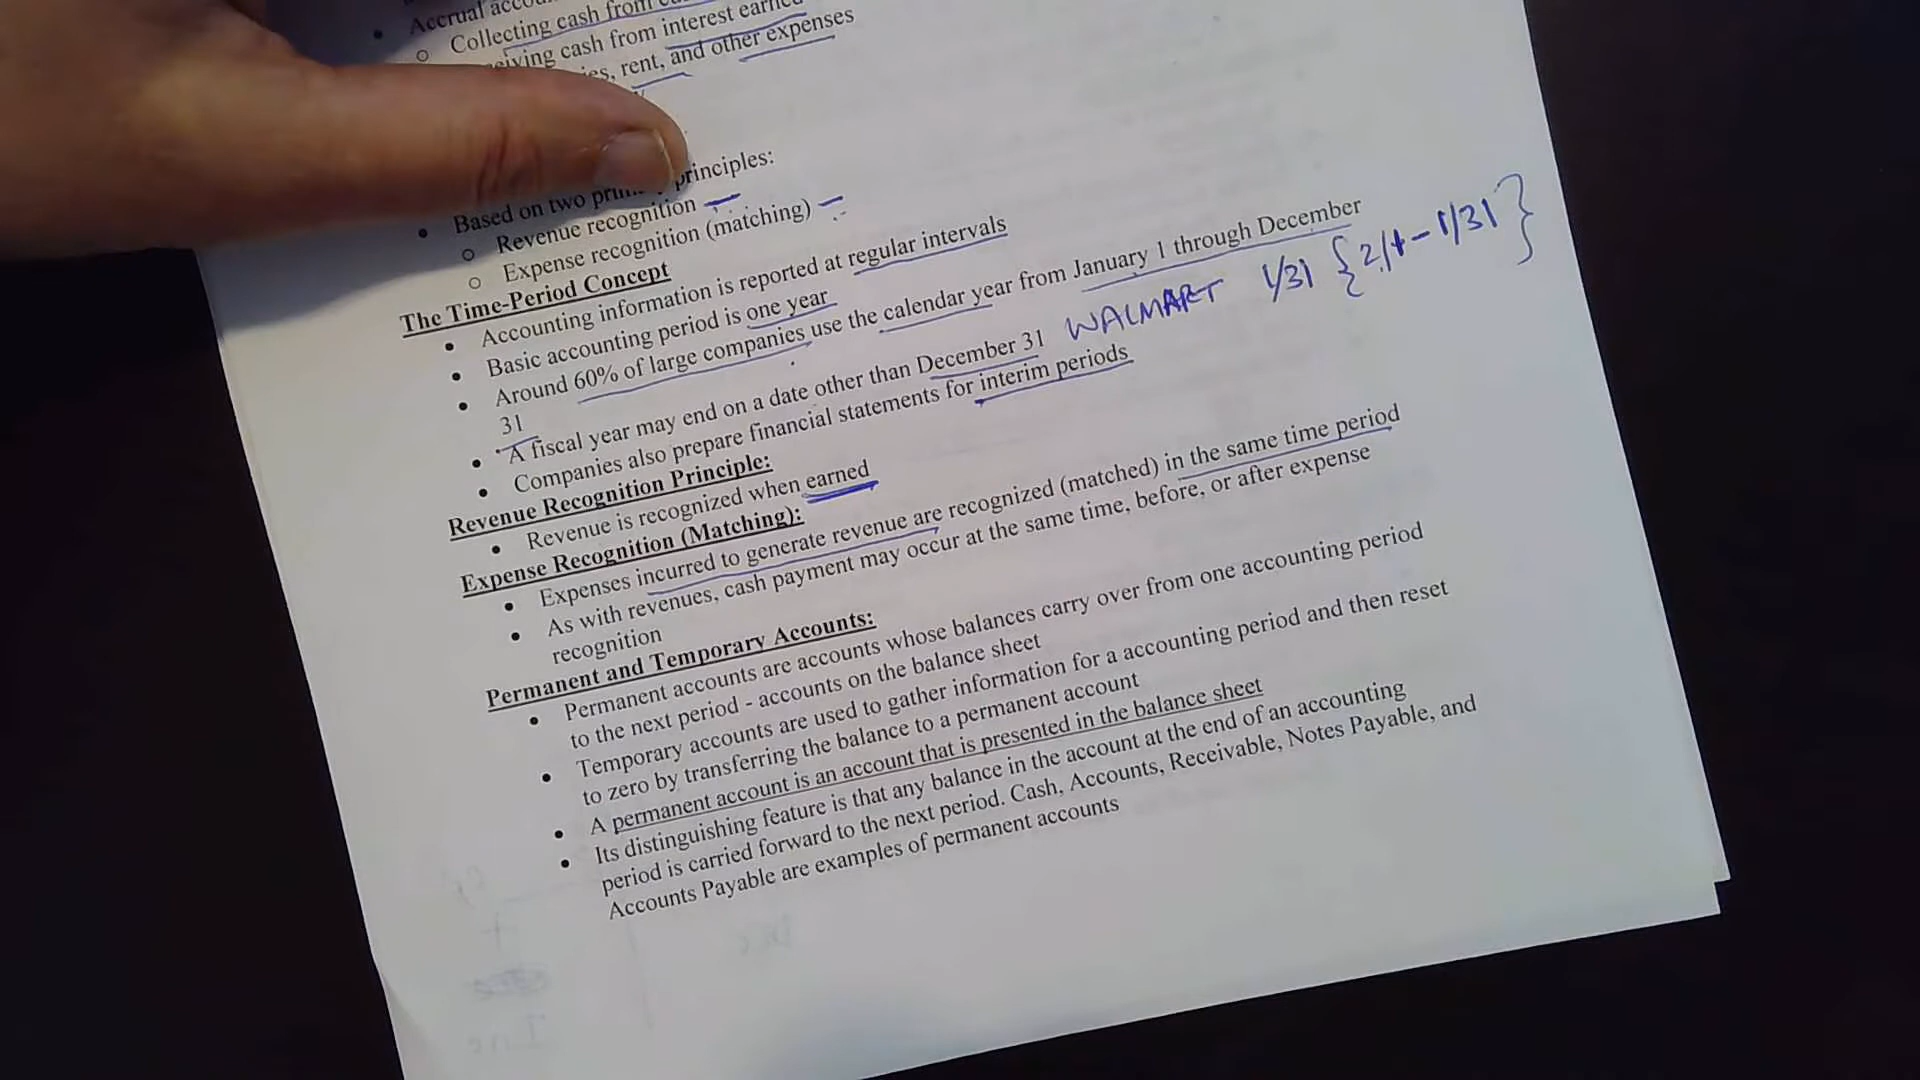 Accrual
Collecting cash from
cash from interest earned
rent, and other expenses
Based on two principles:
Revenue recognition
Expense recognition (matching)
The Time-Period Concept
Accounting information is reported at regular intervals
Basic accounting period is one year
Around 60% of large companies use the calendar year from January 1 through December
31
A fiscal year may end on a date other than December 31 WALMART 1/31 {2/1-1/31}
Companies also prepare financial statements for interim periods
Revenue Recognition Principle:
Revenue is recognized when earned
Expense Recognition (Matching):
Expenses incurred to generate revenue are recognized (matched) in the same time period
As with revenues, cash payment may occur at the same time, before, or after expense
recognition
Permanent and Temporary Accounts:
Permanent accounts are accounts whose balances carry over from one accounting period
to the next period - accounts on the balance sheet
Temporary accounts are used to gather information for a accounting period and then reset
to zero by transferring the balance to a permanent account
A permanent account is an account that is presented in the balance sheet
Its distinguishing feature is that any balance in the account at the end of an accounting
period is carried forward to the next period. Cash, Accounts, Receivable, Notes Payable, and
Accounts Payable are examples of permanent accounts